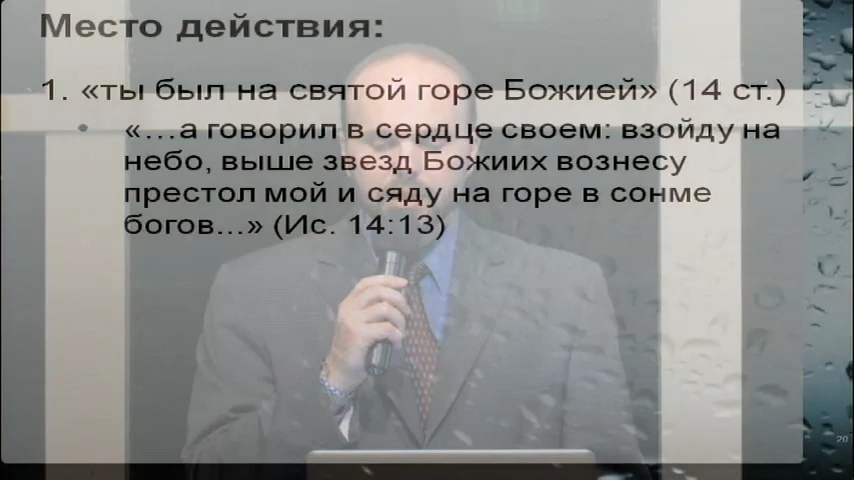 Место действия:
1. «ты был на святой горе Божией» (14 ст.)
• «…а говорил в сердце своем: взойду на
небо, выше звезд Божиих вознесу
престол мой и сяду на горе в сонме
богов…» (Ис. 14:13)
20